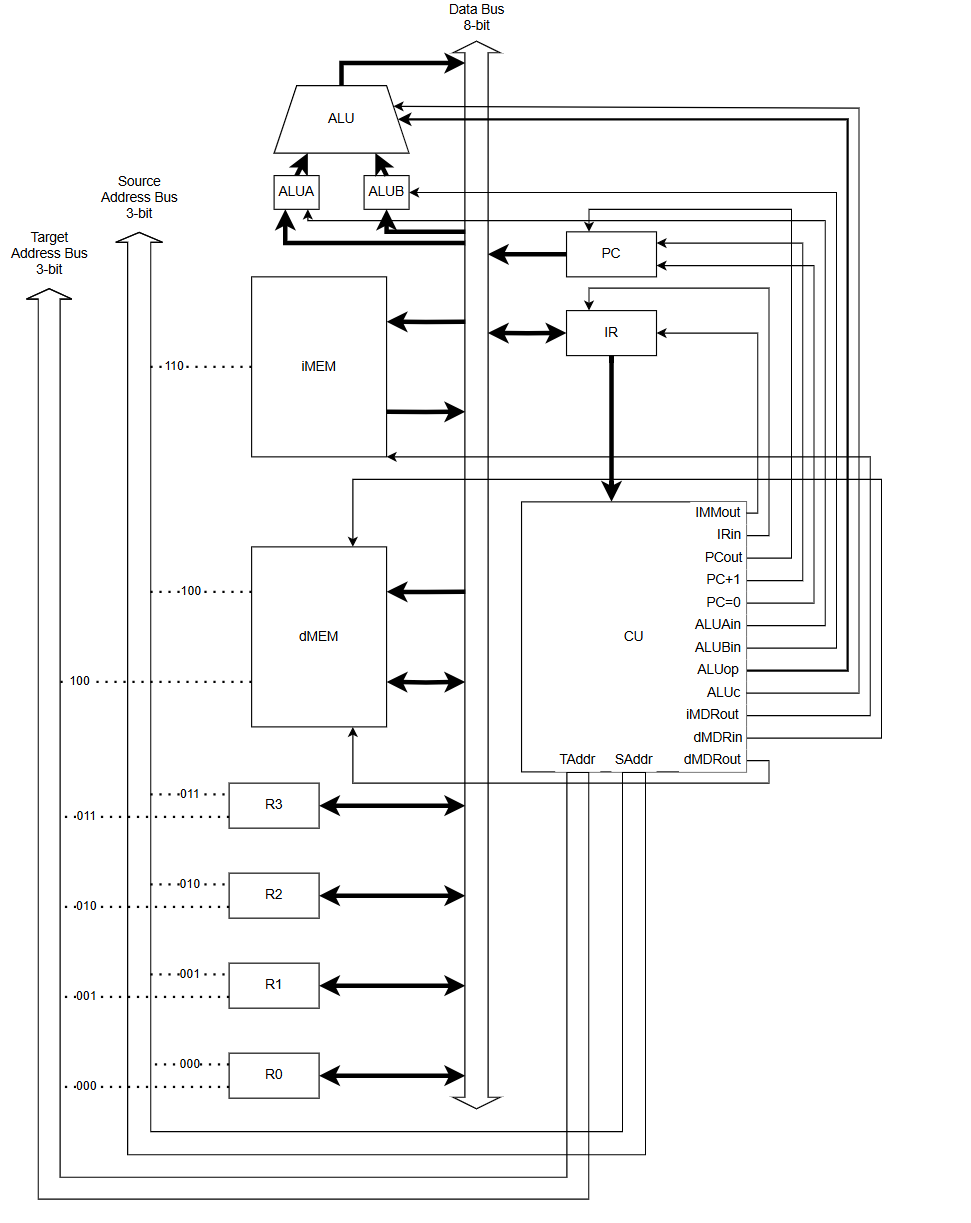 Data Bus
8-bit
ALU
Source
Address Bus
3-bit
ALUA
ALUB
Target
Address Bus
3-bit
PC
IR
iMEM
110
IMMout
IRin
PCout
PC+1
PC=0
ALUAin
ALUBin
ALUop
ALUc
iMDRout
dMDRin
dMDRout
CU
TAddr
SAddr
100
dMEM
100
011
R3
011
010
R2
010
001
R1
001
000
R0
000